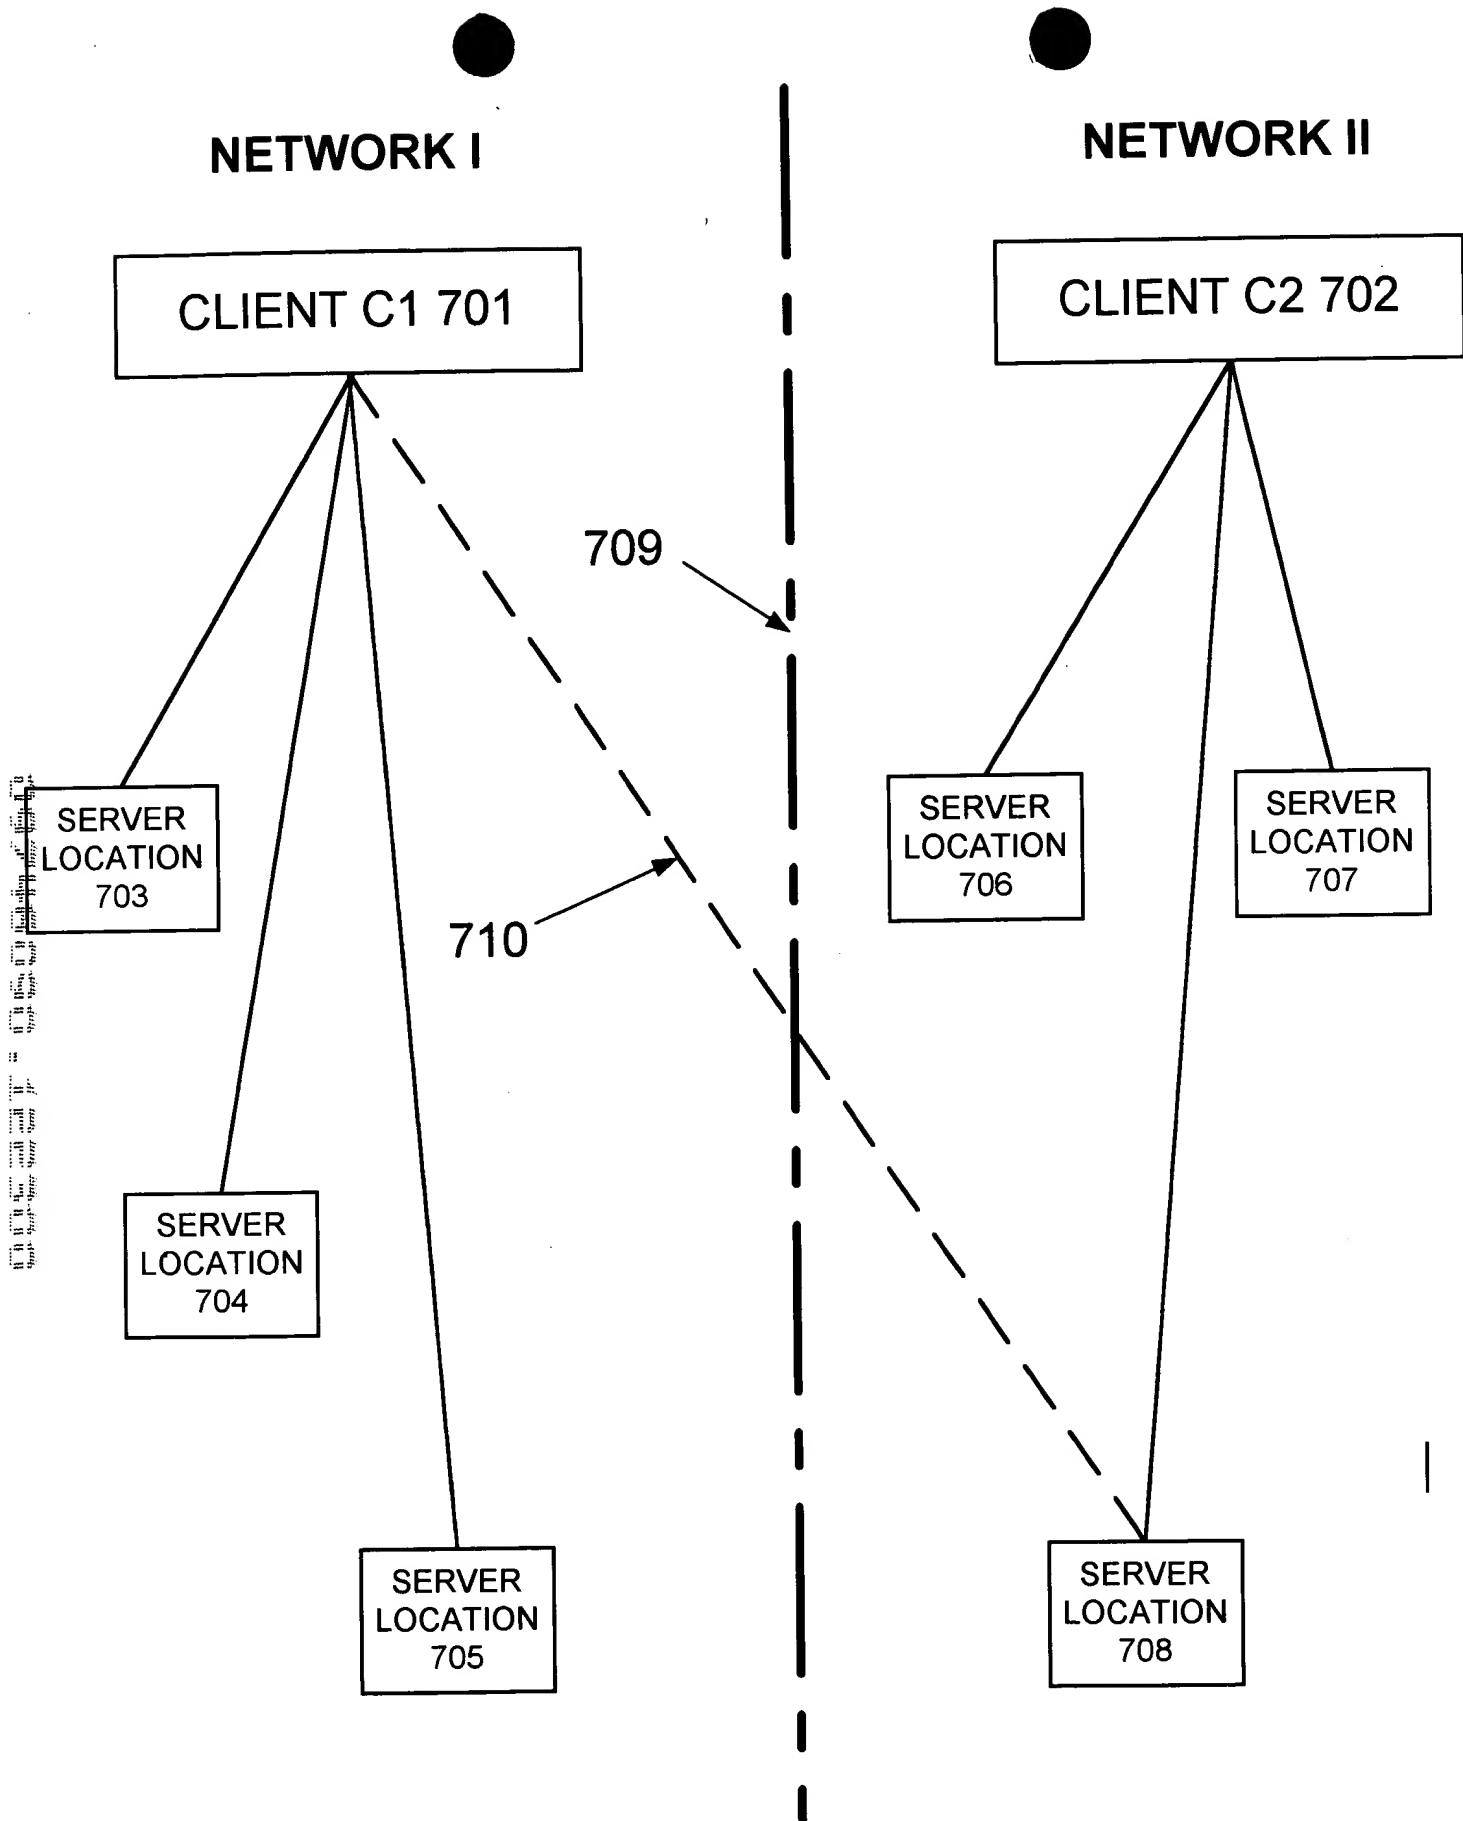 NETWORK I
NETWORK II
CLIENT C1 701
CLIENT C2 702
709
SERVER
LOCATION
703
SERVER
LOCATION
706
SERVER
LOCATION
707
710
SERVER
LOCATION
704
SERVER
LOCATION
705
SERVER
LOCATION
708